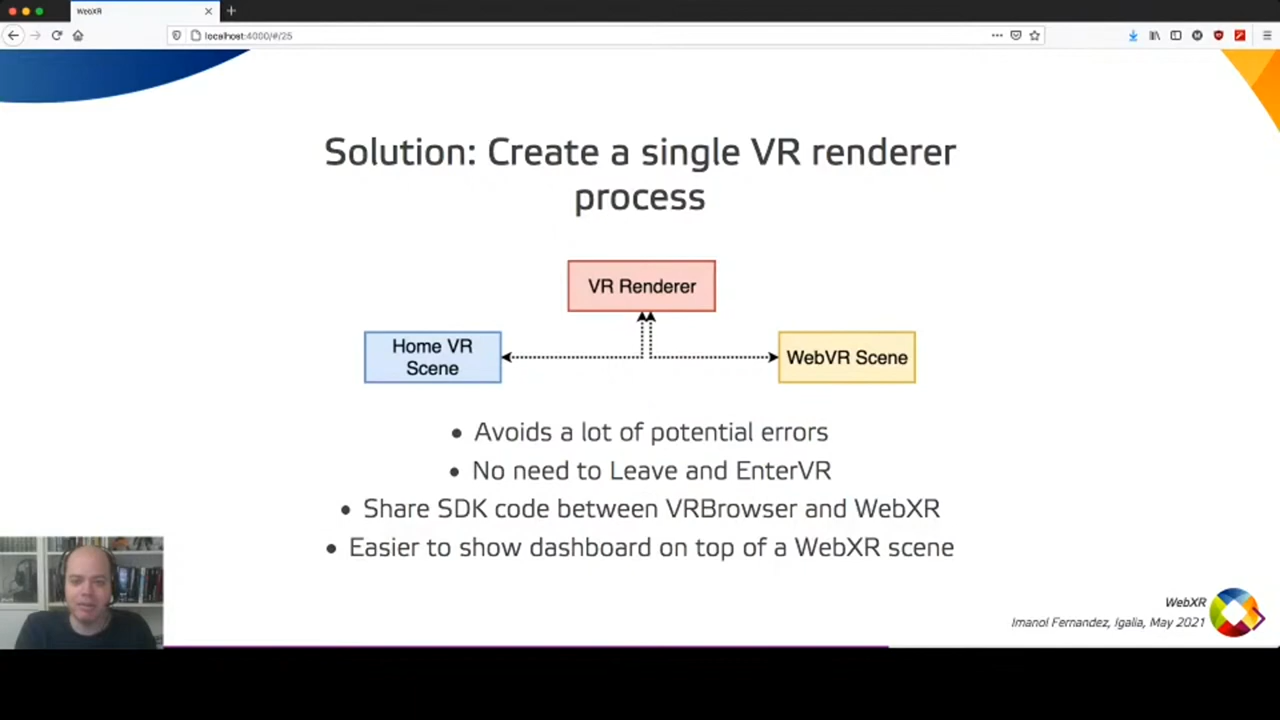 WebXR
localhost:4000/#/25
Solution: Create a single VR renderer
process
VR Renderer
Home VR
Scene
WebVR Scene
• Avoids a lot of potential errors
• No need to Leave and EnterVR
• Share SDK code between VRBrowser and WebXR
• Easier to show dashboard on top of a WebXR scene
WebXR
Imanol Fernandez, Igalia, May 2021